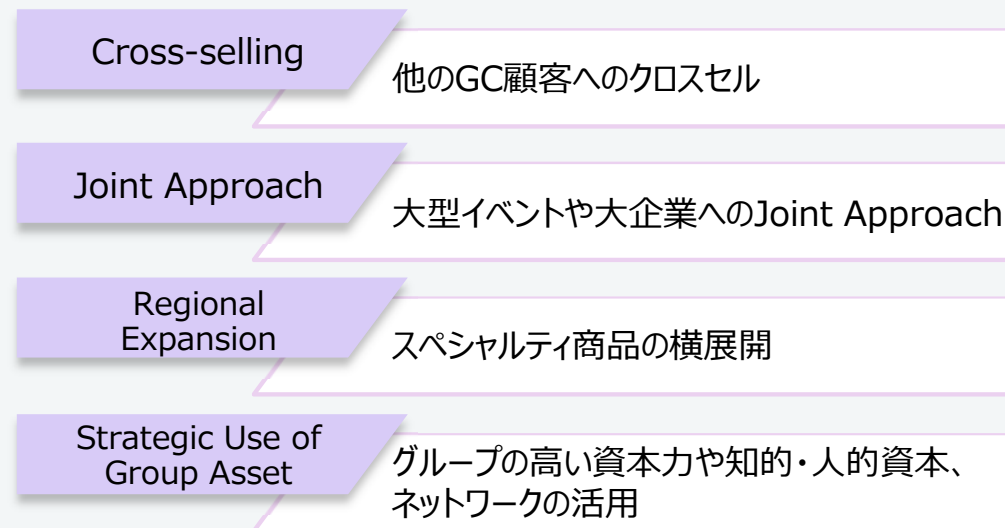 Cross-selling
他のGC顧客へのクロスセル
Joint Approach
大型イベントや大企業へのJoint Approach
Regional
Expansion
スペシャルティ商品の横展開
Strategic Use of
Group Asset
グループの高い資本力や知的・人的資本、
ネットワークの活用